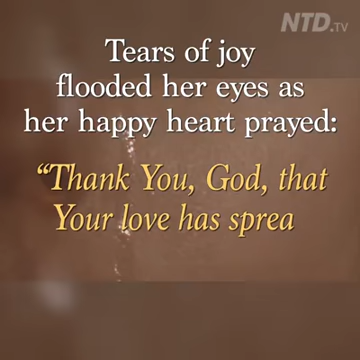 NTD.TV
Tears of joy
flooded her eyes as
her happy heart prayed:
“Thank You, God, that
Your love has sprea